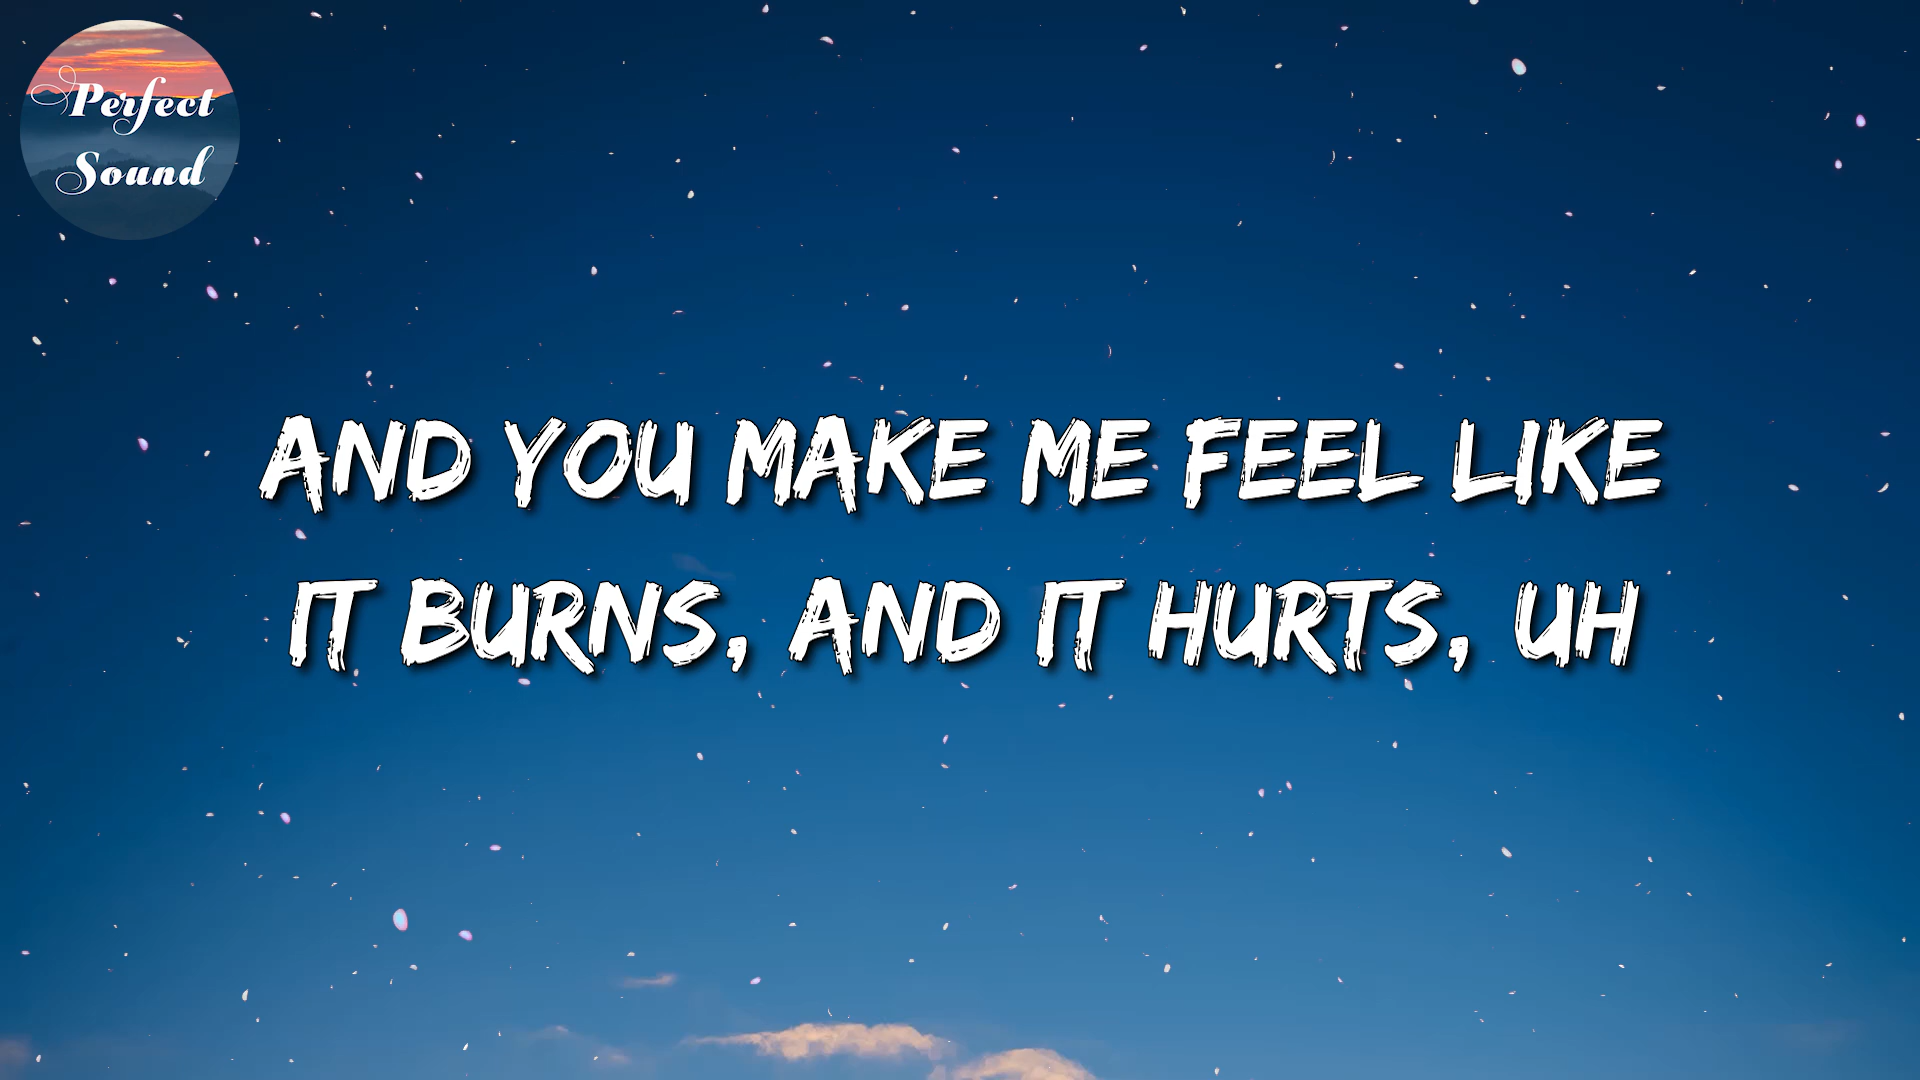 Perfect
Sound
AND YOU MAKE ME FEEL LIKE
IT BURNS, AND IT HURTS, UH